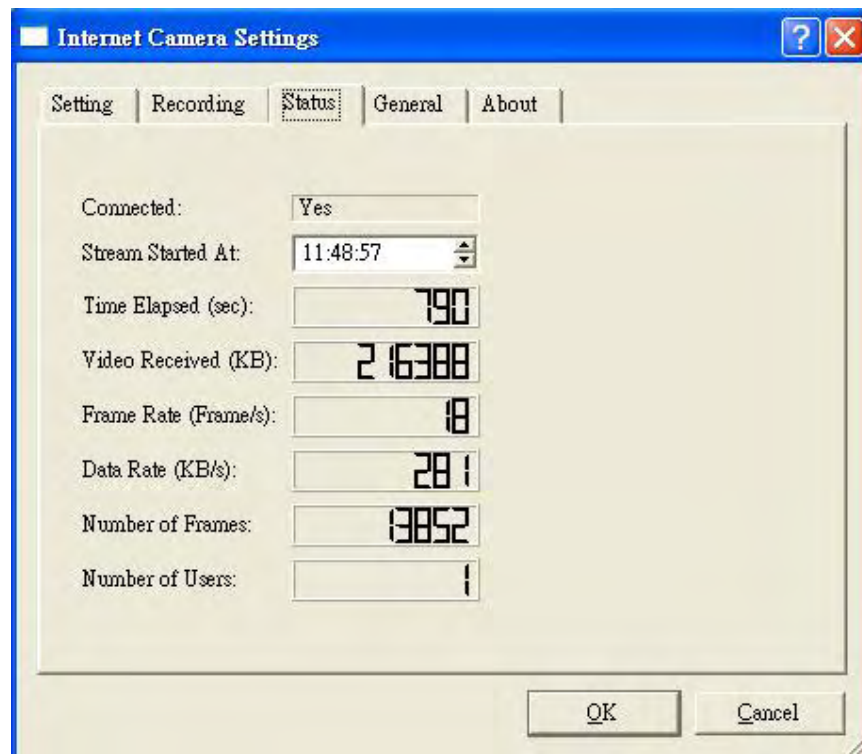 Internet Camera Settings
Setting Recording Status General About
Connected: Yes
Stream Started At: 11:48:57
Time Elapsed (sec): 790
Video Received (KB): 216388
Frame Rate (Frame/s): 18
Data Rate (KB/s): 281
Number of Frames: 13852
Number of Users: 1
OK Cancel